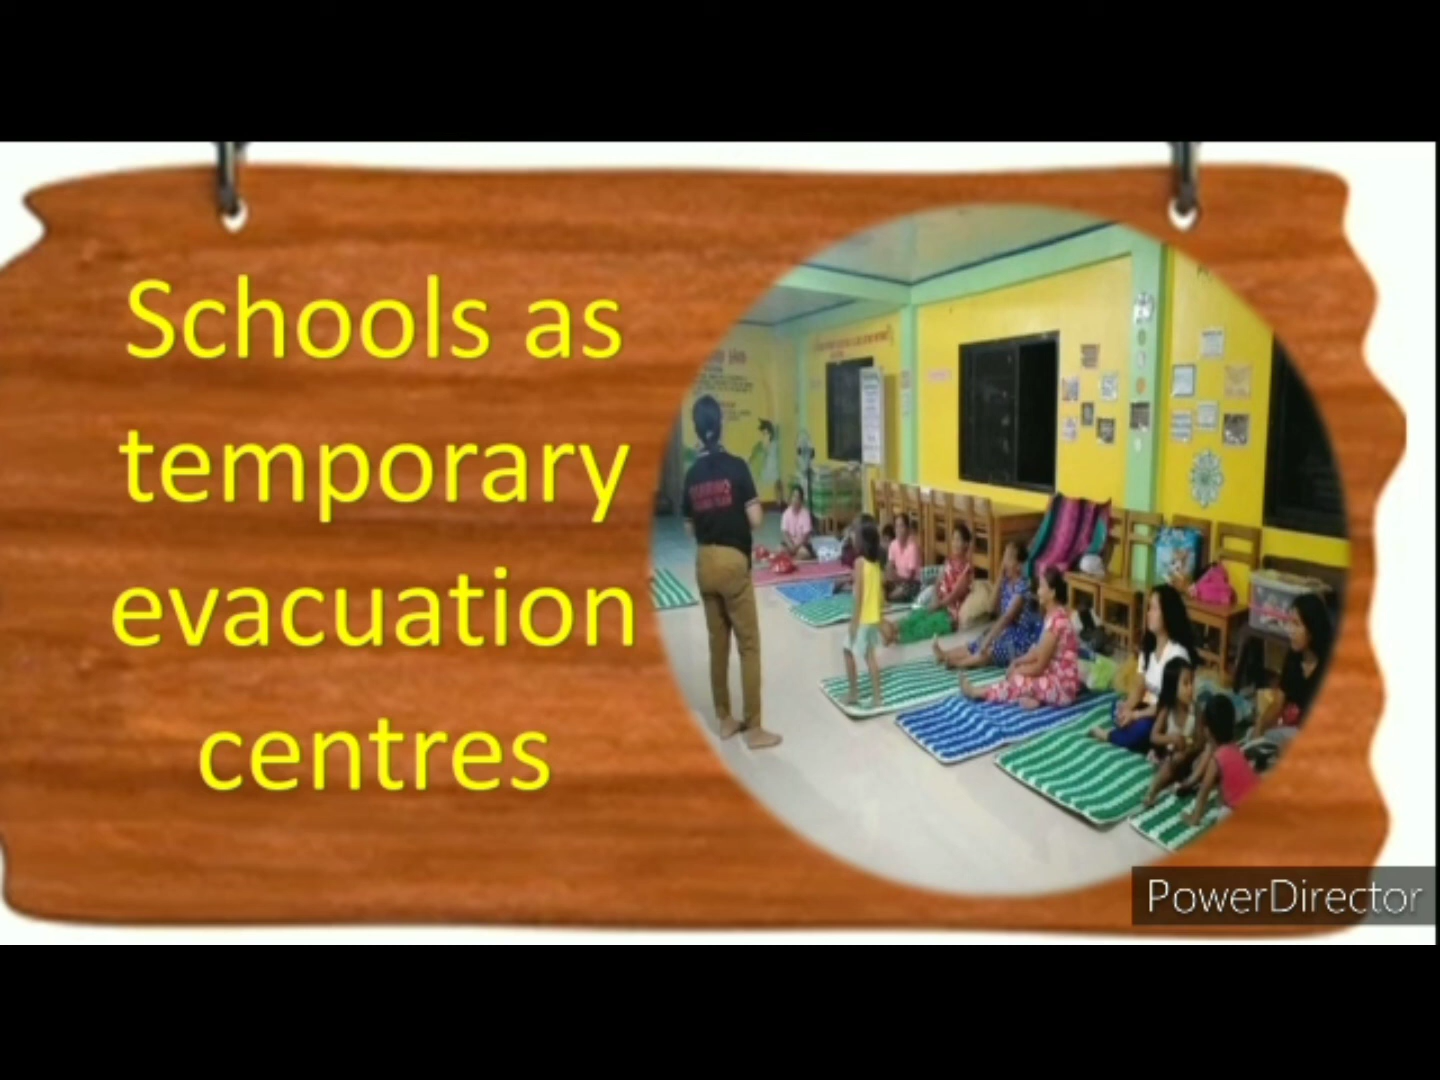 Schools as
temporary
evacuation
centres
PowerDirector